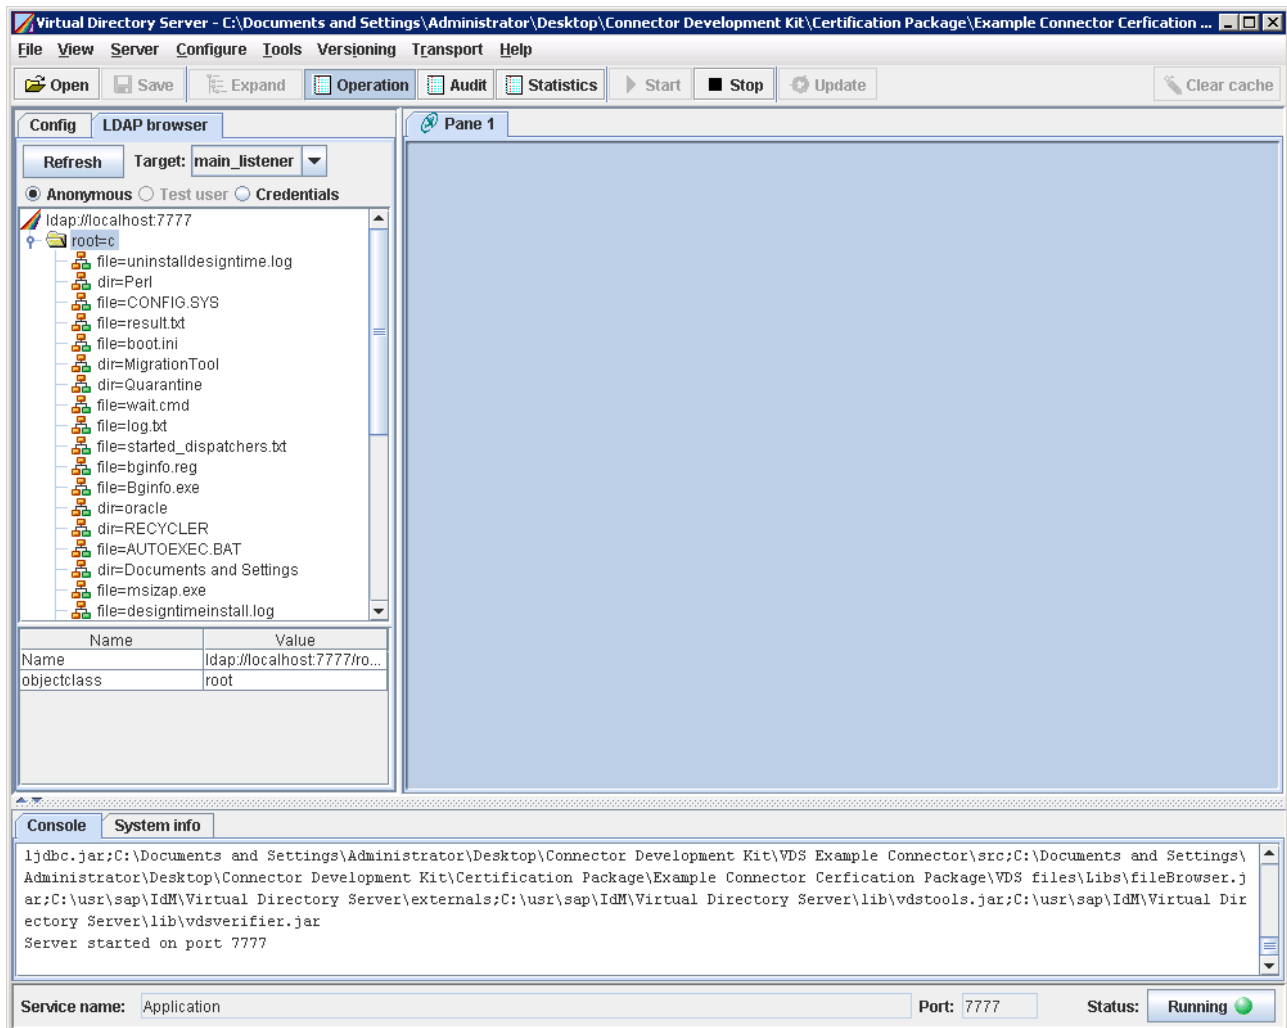 Virtual Directory Server - C:\Documents and Settings\Administrator\Desktop\Connector Development Kit\Certification Package\Example Connector Cerfication ...
File View Server Configure Tools Versioning Transport Help
Open Save Expand Operation Audit Statistics Start Stop Update Clear cache
Config LDAP browser
Pane 1
Refresh Target: main_listener
Anonymous Test user Credentials
ldap://localhost:7777
root=c
file=uninstalldesigntime.log
dir=Perl
file=CONFIG.SYS
file=result.txt
file=boot.ini
dir=MigrationTool
dir=Quarantine
file=wait.cmd
file=log.txt
file=started_dispatchers.txt
file=bginfo.reg
file=Bginfo.exe
dir=oracle
dir=RECYCLER
file=AUTOEXEC.BAT
dir=Documents and Settings
file=msizap.exe
file=designtimeinstall.log
Name Value
Name ldap://localhost:7777/ro...
objectclass root
Console System info
ljdbc.jar;C:\Documents and Settings\Administrator\Desktop\Connector Development Kit\VDS Example Connector\src;C:\Documents and Settings\
Administrator\Desktop\Connector Development Kit\Certification Package\Example Connector Cerfication Package\VDS files\Libs\fileBrowser.j
ar;C:\usr\sap\IdM\Virtual Directory Server\externals;C:\usr\sap\IdM\Virtual Directory Server\lib\vdstools.jar;C:\usr\sap\IdM\Virtual Dir
ectory Server\lib\vdsverifier.jar
Server started on port 7777
Service name: Application Port: 7777 Status: Running